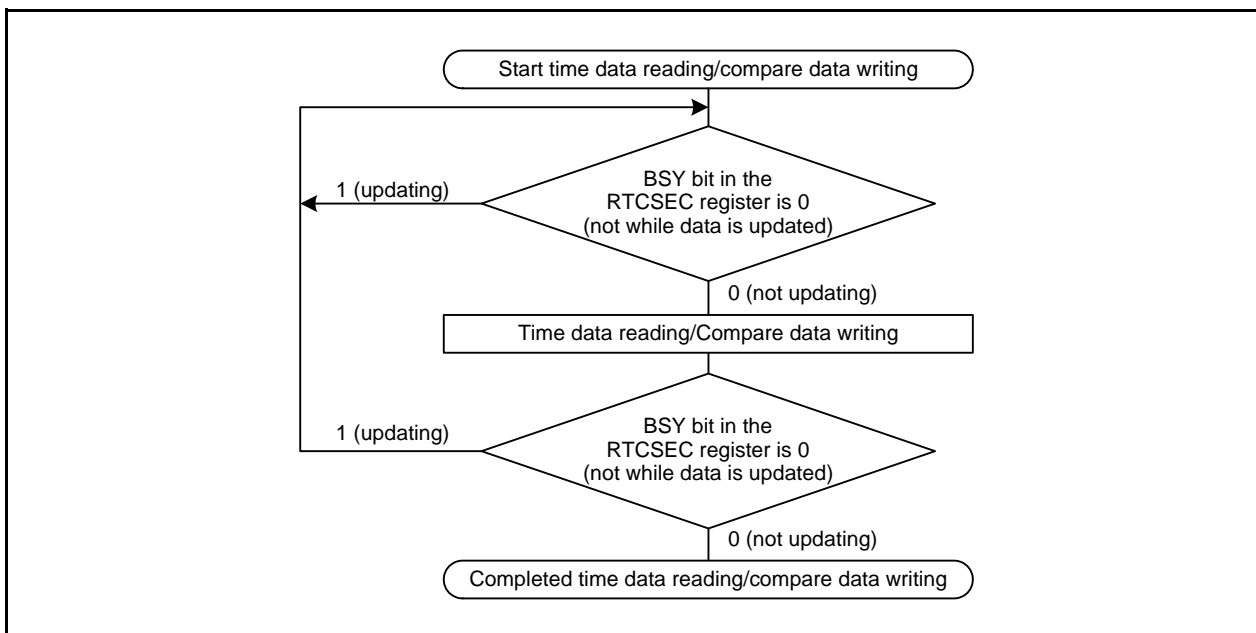 Start time data reading/compare data writing
1 (updating)
BSY bit in the
RTCSEC register is 0
(not while data is updated)
0 (not updating)
Time data reading/Compare data writing
1 (updating)
BSY bit in the
RTCSEC register is 0
(not while data is updated)
0 (not updating)
Completed time data reading/compare data writing